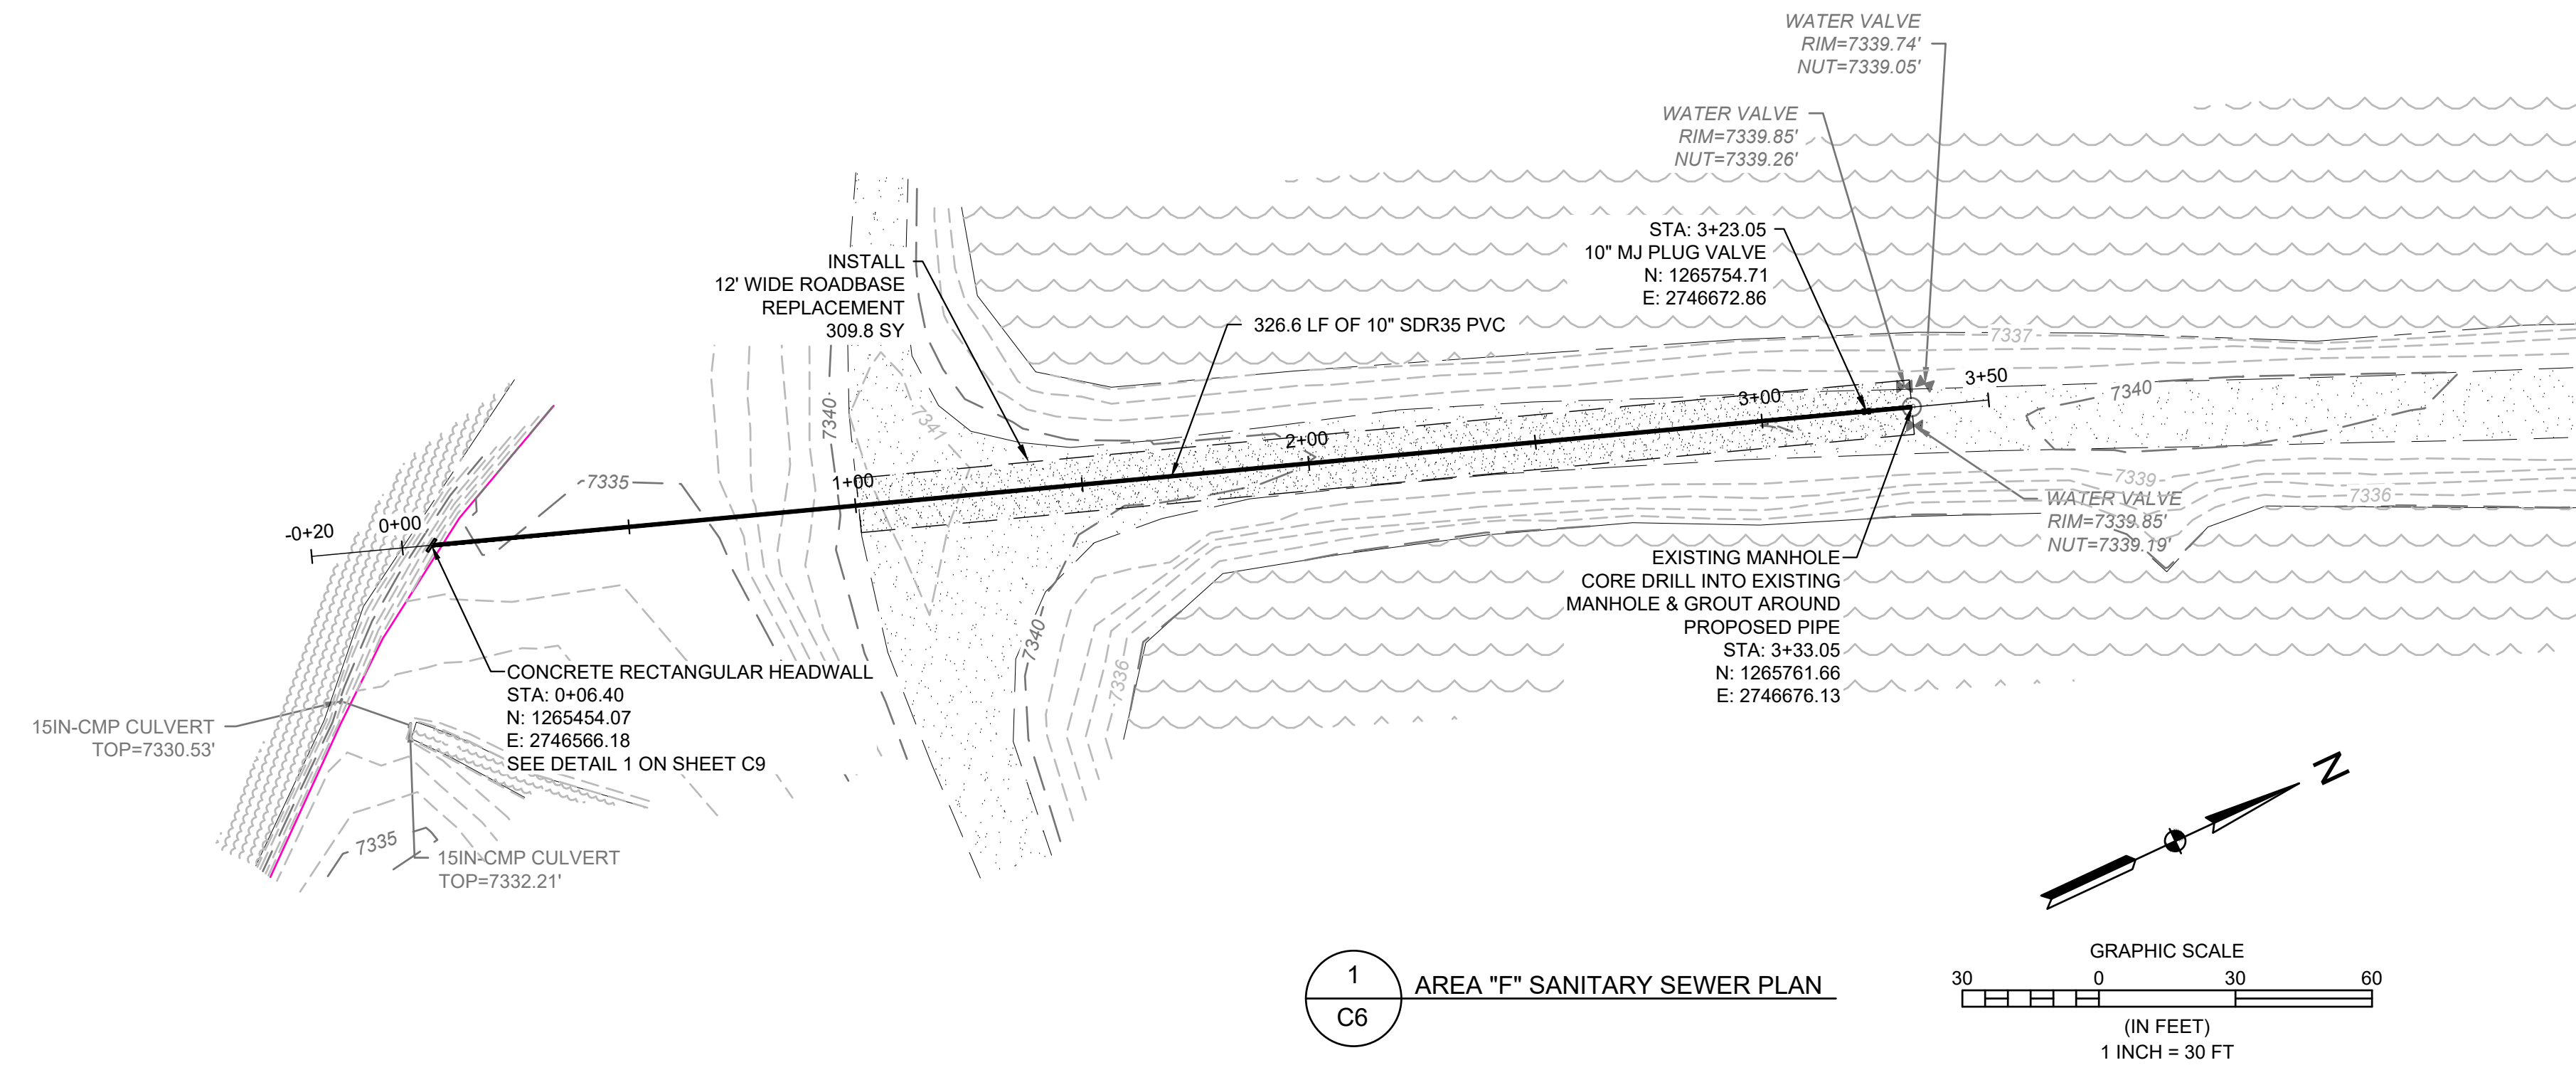 WATER VALVE
RIM=7339.74'
NUT=7339.05'
WATER VALVE
RIM=7339.85'
NUT=7339.26'
STA: 3+23.05
10" MJ PLUG VALVE
N: 1265754.71
E: 2746672.86
INSTALL
12' WIDE ROADBASE
REPLACEMENT
309.8 SY
326.6 LF OF 10" SDR35 PVC
7337
3+50
3+00
7340
7340
7341
2+00
1+00
7335
7339
7336
-0+20
0+00
WATER VALVE
RIM=7339.85'
NUT=7339.19'
EXISTING MANHOLE
CORE DRILL INTO EXISTING
MANHOLE & GROUT AROUND
PROPOSED PIPE
STA: 3+33.05
N: 1265761.66
E: 2746676.13
7340
7336
CONCRETE RECTANGULAR HEADWALL
STA: 0+06.40
N: 1265454.07
E: 2746566.18
SEE DETAIL 1 ON SHEET C9
15IN-CMP CULVERT
TOP=7330.53'
7335
15IN-CMP CULVERT
TOP=7332.21'
N
1
C6
AREA "F" SANITARY SEWER PLAN
GRAPHIC SCALE
30 0 30 60
(IN FEET)
1 INCH = 30 FT